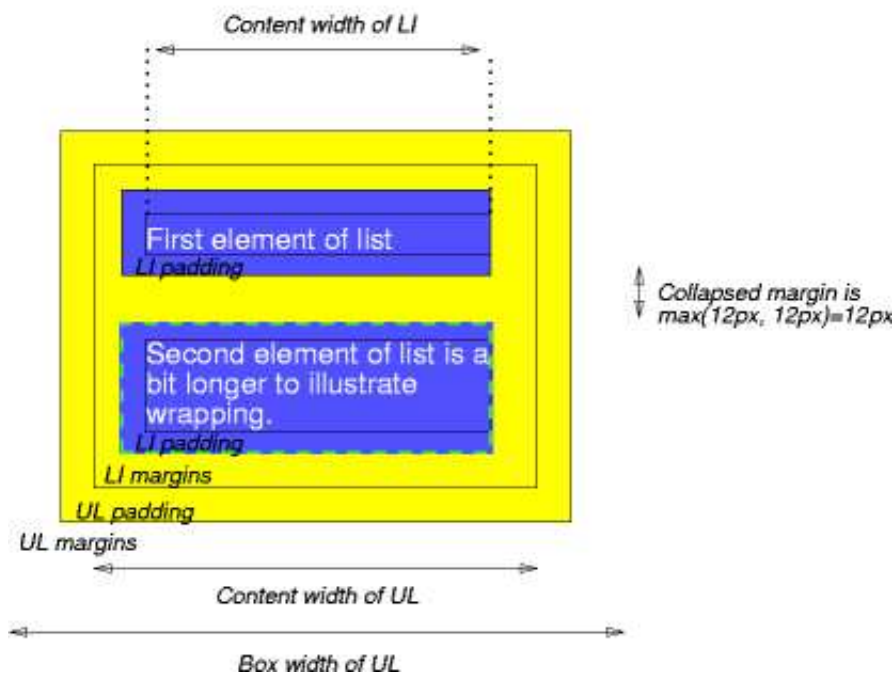 Content width of LI
First element of list
LI padding
Collapsed margin is
max(12px, 12px)=12px
Second element of list is a
bit longer to illustrate
wrapping.
LI padding
LI margins
UL padding
UL margins
Content width of UL
Box width of UL